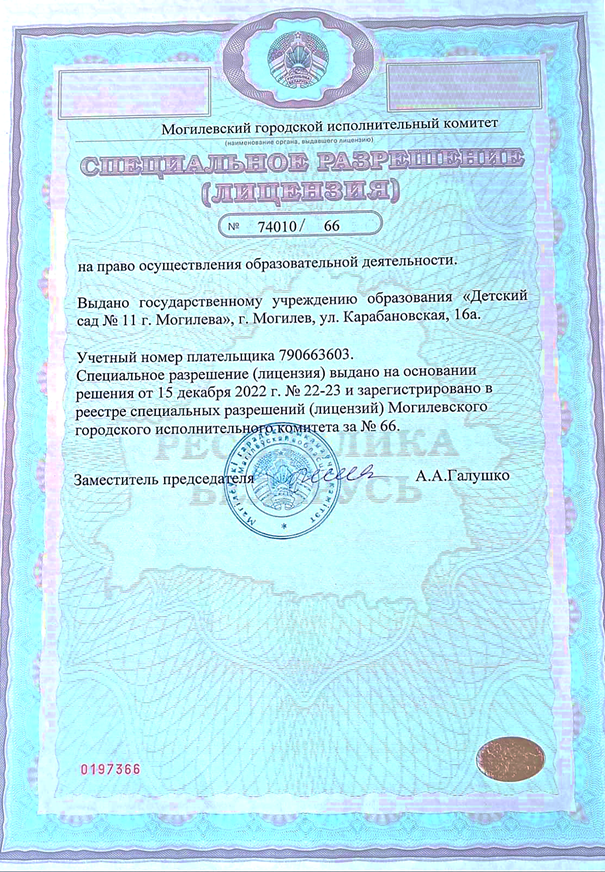 Могилевский городской исполнительный комитет
(наименование органа, выдавшего лицензию)
СПЕЦИАЛЬНОЕ РАЗРЕШЕНИЕ
(ЛИЦЕНЗИЯ)
№ 74010 / 66
на право осуществления образовательной деятельности.
Выдано государственному учреждению образования «Детский
сад № 11 г. Могилева», г. Могилев, ул. Карабановская, 16а.
Учетный номер плательщика 790663603.
Специальное разрешение (лицензия) выдано на основании
решения от 15 декабря 2022 г. № 22-23 и зарегистрировано в
реестре специальных разрешений (лицензий) Могилевского
городского исполнительного комитета за № 66.
РЕСПУБЛИКА
БЕЛАРУСЬ
Заместитель председателя А.А.Галушко
0197366